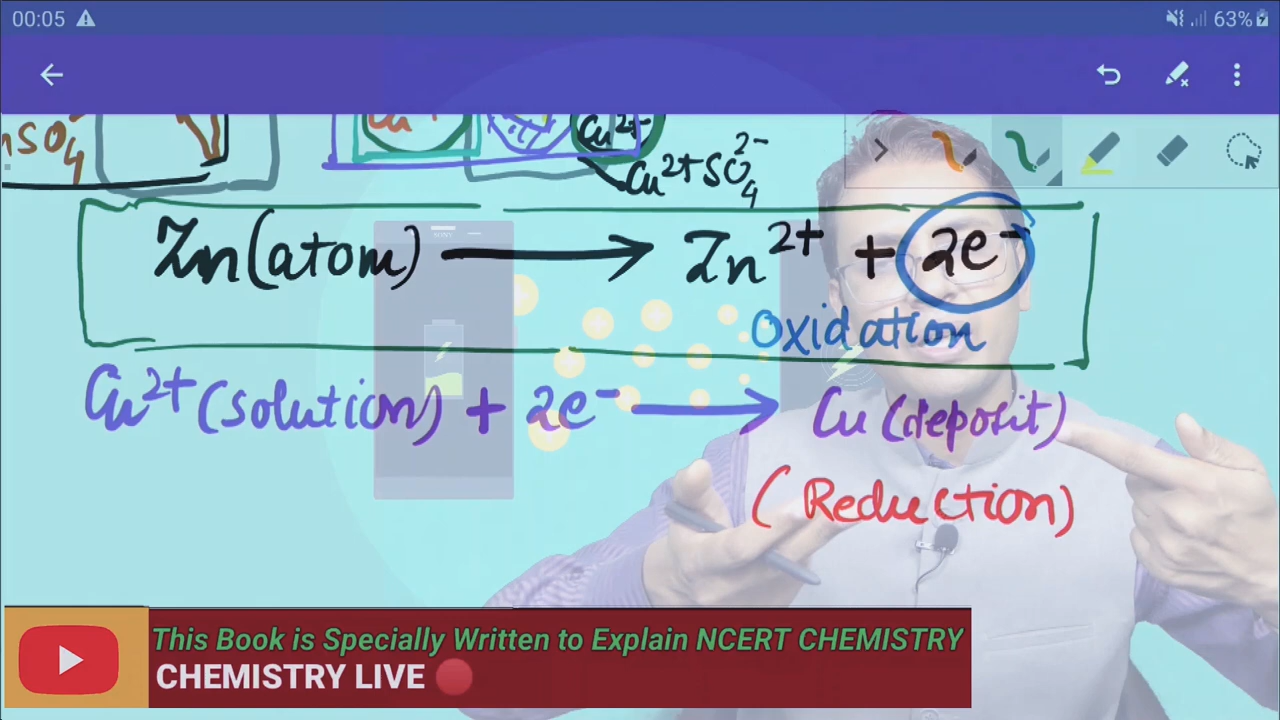 00:05 63%
SO₄ Cu²⁺
Cu²⁺SO₄²⁻
Zn(atom) → Zn²⁺ + 2e⁻
Oxidation
Cu²⁺(solution) + 2e⁻ → Cu(deposit)
(Reduction)
This Book is Specially Written to Explain NCERT CHEMISTRY
CHEMISTRY LIVE